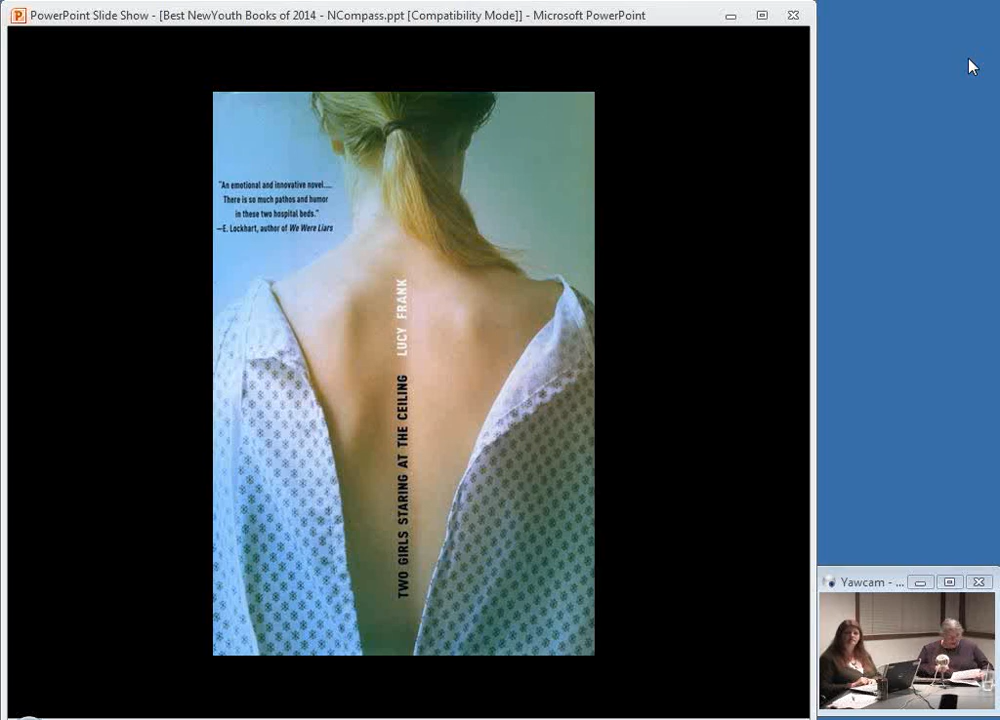 PowerPoint Slide Show - [Best NewYouth Books of 2014 - NCompass.ppt [Compatibility Mode]] - Microsoft PowerPoint
"An emotional and innovative novel....
There is so much pathos and humor
in these two hospital beds."
—E. Lockhart, author of We Were Liars
TWO GIRLS STARING AT THE CEILING LUCY FRANK
Yawcam - ...